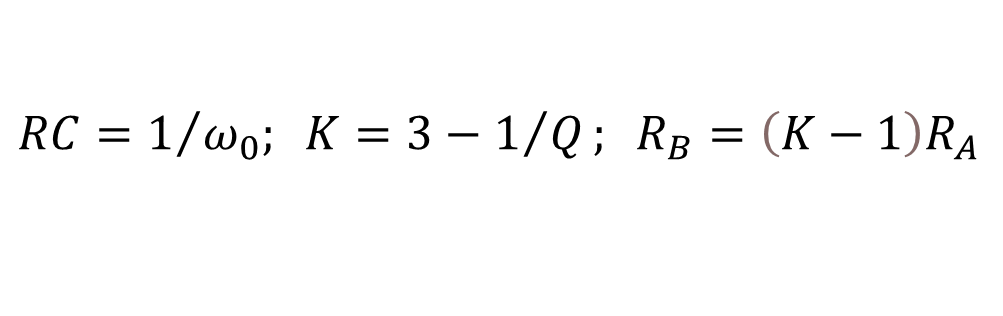 RC = 1/ω₀; K = 3 − 1/Q ; R_B = (K − 1)R_A